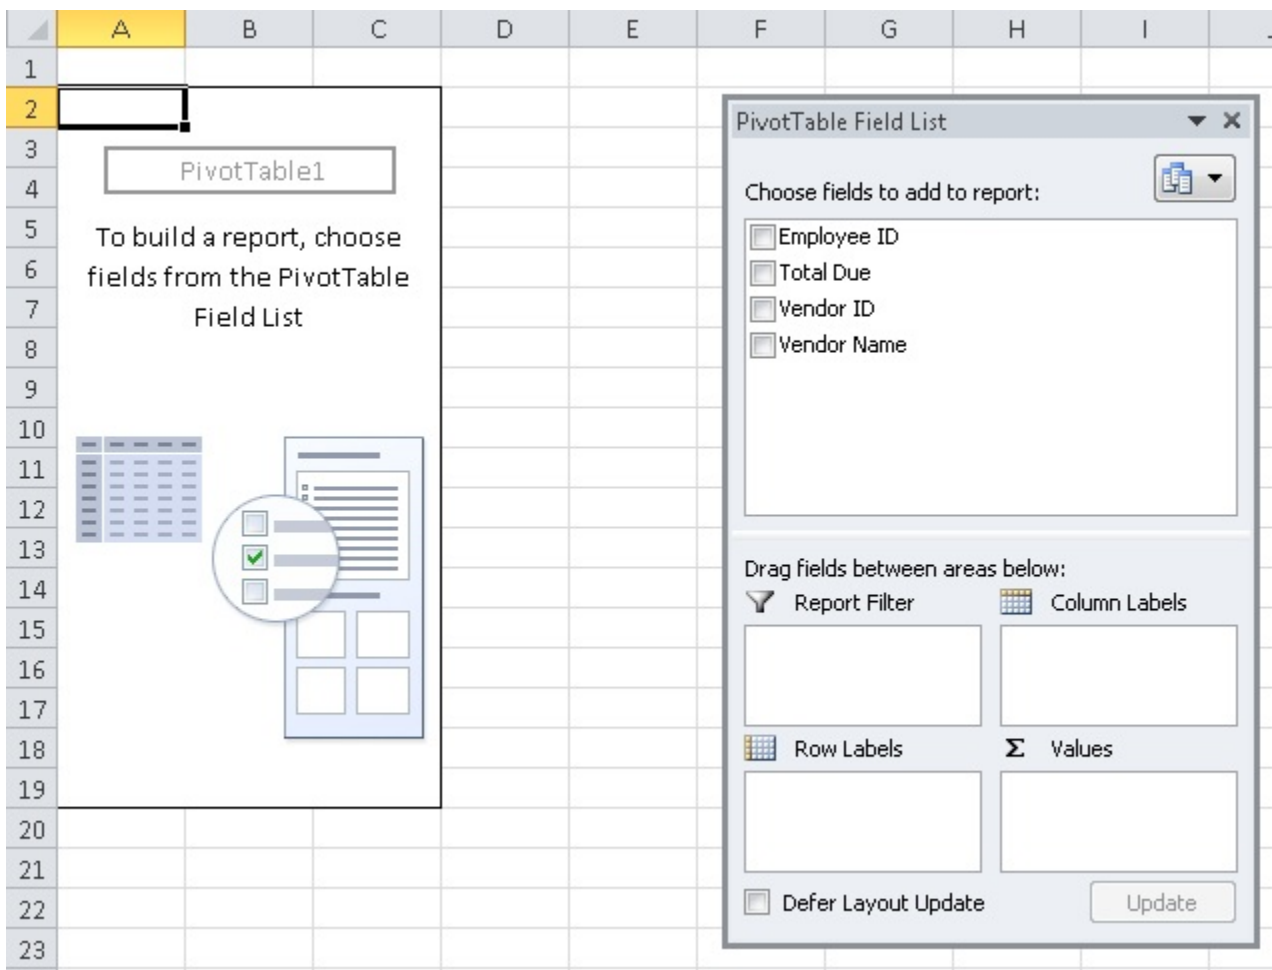 A B C D E F G H I
1
2
3
4
5
6
7
8
9
10
11
12
13
14
15
16
17
18
19
20
21
22
23
PivotTable1
To build a report, choose
fields from the PivotTable
Field List
PivotTable Field List
Choose fields to add to report:
Employee ID
Total Due
Vendor ID
Vendor Name
Drag fields between areas below:
Report Filter
Column Labels
Row Labels
Σ Values
Defer Layout Update
Update